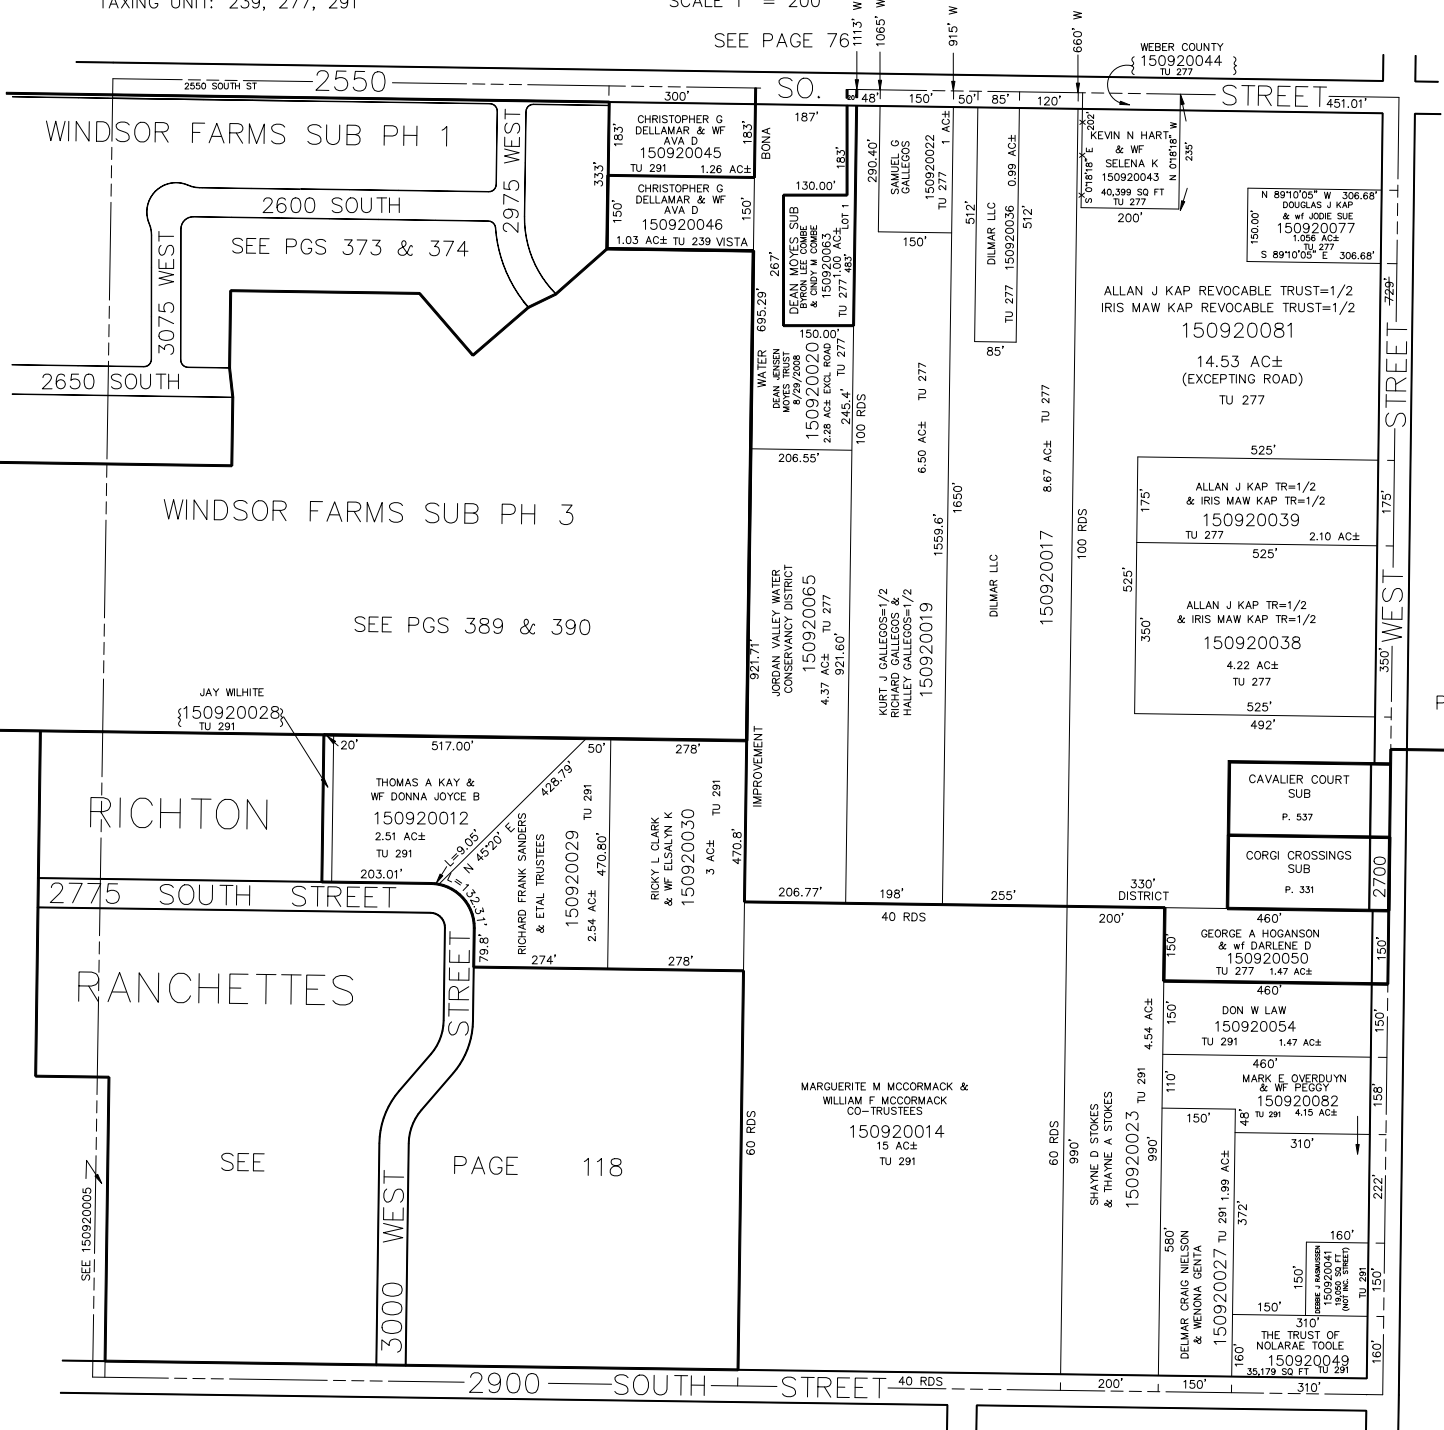 TAXING UNIT: 239, 277, 291
SCALE 1" = 200'
SEE PAGE 76
1113' W
1065' W
915' W
660' W
WEBER COUNTY
150920044
TU 277
2550 SOUTH ST
2550 SO. STREET
451.01'
300'
20'
48'
150'
50'
85'
120'
WINDSOR FARMS SUB PH 1
2975 WEST
2600 SOUTH
SEE PGS 373 & 374
3075 WEST
2650 SOUTH
333'
183'
CHRISTOPHER G
DELLAMAR & WF
AVA D
150920045
TU 291 1.26 AC±
183'
150'
CHRISTOPHER G
DELLAMAR & WF
AVA D
150920046
1.03 AC± TU 239 VISTA
150'
BONA
187'
183'
130.00'
DEAN MOYES SUB
BYRON LEE COMBE
& CINDY M COMBE
150920063
TU 277 1.00 AC±
LOT 1
483'
267'
150.00'
695.29'
WATER
DEAN JENSEN
MOYES TRUST
8/29/2008
150920020
2.28 AC± EXCL ROAD
TU 277
245.4'
100 RDS
206.55'
290.40'
SAMUEL G
GALLEGOS
150920022
TU 277 1 AC±
150'
512'
DILMAR LLC
150920036
TU 277 0.99 AC±
512'
85'
S 0°18'18" E 202'
KEVIN N HART
& WF
SELENA K
150920043
40,399 SQ FT
TU 277
N 0°18'18" W
235'
200'
N 89°10'05" W 306.68'
DOUGLAS J KAP
& wf JODIE SUE
150920077
1.056 AC±
TU 277
S 89°10'05" E 306.68'
150.00'
729'
ALLAN J KAP REVOCABLE TRUST=1/2
IRIS MAW KAP REVOCABLE TRUST=1/2
150920081
14.53 AC±
(EXCEPTING ROAD)
TU 277
WEST STREET
2700
WINDSOR FARMS SUB PH 3
SEE PGS 389 & 390
921.71'
JORDAN VALLEY WATER
CONSERVANCY DISTRICT
150920065
4.37 AC± TU 277
921.60'
6.50 AC± TU 277
KURT J GALLEGOS=1/2
RICHARD GALLEGOS &
HALLEY GALLEGOS=1/2
150920019
1559.6'
1650'
DILMAR LLC
8.67 AC± TU 277
150920017
100 RDS
525'
175'
ALLAN J KAP TR=1/2
& IRIS MAW KAP TR=1/2
150920039
TU 277 2.10 AC±
175'
525'
525'
350'
ALLAN J KAP TR=1/2
& IRIS MAW KAP TR=1/2
150920038
4.22 AC±
TU 277
350'
525'
492'
P
JAY WILHITE
150920028
TU 291
RICHTON
20'
517.00'
50'
278'
THOMAS A KAY &
WF DONNA JOYCE B
150920012
2.51 AC±
TU 291
203.01'
428.79'
N 45°20' E
L=9.05'
L=132.31'
79.8'
RICHARD FRANK SANDERS
& ETAL TRUSTEES
150920029
2.54 AC± TU 291
470.80'
274'
RICKY L CLARK
& WF ELSALYN K
150920030
3 AC± TU 291
470.8'
278'
IMPROVEMENT
206.77'
198'
255'
330'
DISTRICT
CAVALIER COURT
SUB
P. 537
CORGI CROSSINGS
SUB
P. 331
2775 SOUTH STREET
RANCHETTES
STREET
3000 WEST
SEE PAGE 118
SEE 150920005
40 RDS
200'
60 RDS
MARGUERITE M MCCORMACK &
WILLIAM F MCCORMACK
CO-TRUSTEES
150920014
15 AC±
TU 291
60 RDS
990'
SHAYNE D STOKES
& THAYNE A STOKES
150920023
TU 291 4.54 AC±
990'
460'
150'
GEORGE A HOGANSON
& wf DARLENE D
150920050
TU 277 1.47 AC±
150'
460'
150'
DON W LAW
150920054
TU 291 1.47 AC±
150'
460'
110'
MARK E OVERDUYN
& WF PEGGY
150920082
TU 291 4.15 AC±
158'
150'
48'
310'
580'
DELMAR CRAIG NIELSON
& WENONA GENTA
150920027
TU 291 1.99 AC±
372'
222'
160'
150'
DEBBIE J RASMUSSEN
150920041
19,050 SQ FT
(NOT INC. STREET)
TU 291
150'
150'
310'
160'
THE TRUST OF
NOLARAE TOOLE
150920049
35,179 SQ FT TU 291
160'
2900 SOUTH STREET
40 RDS
200'
150'
310'